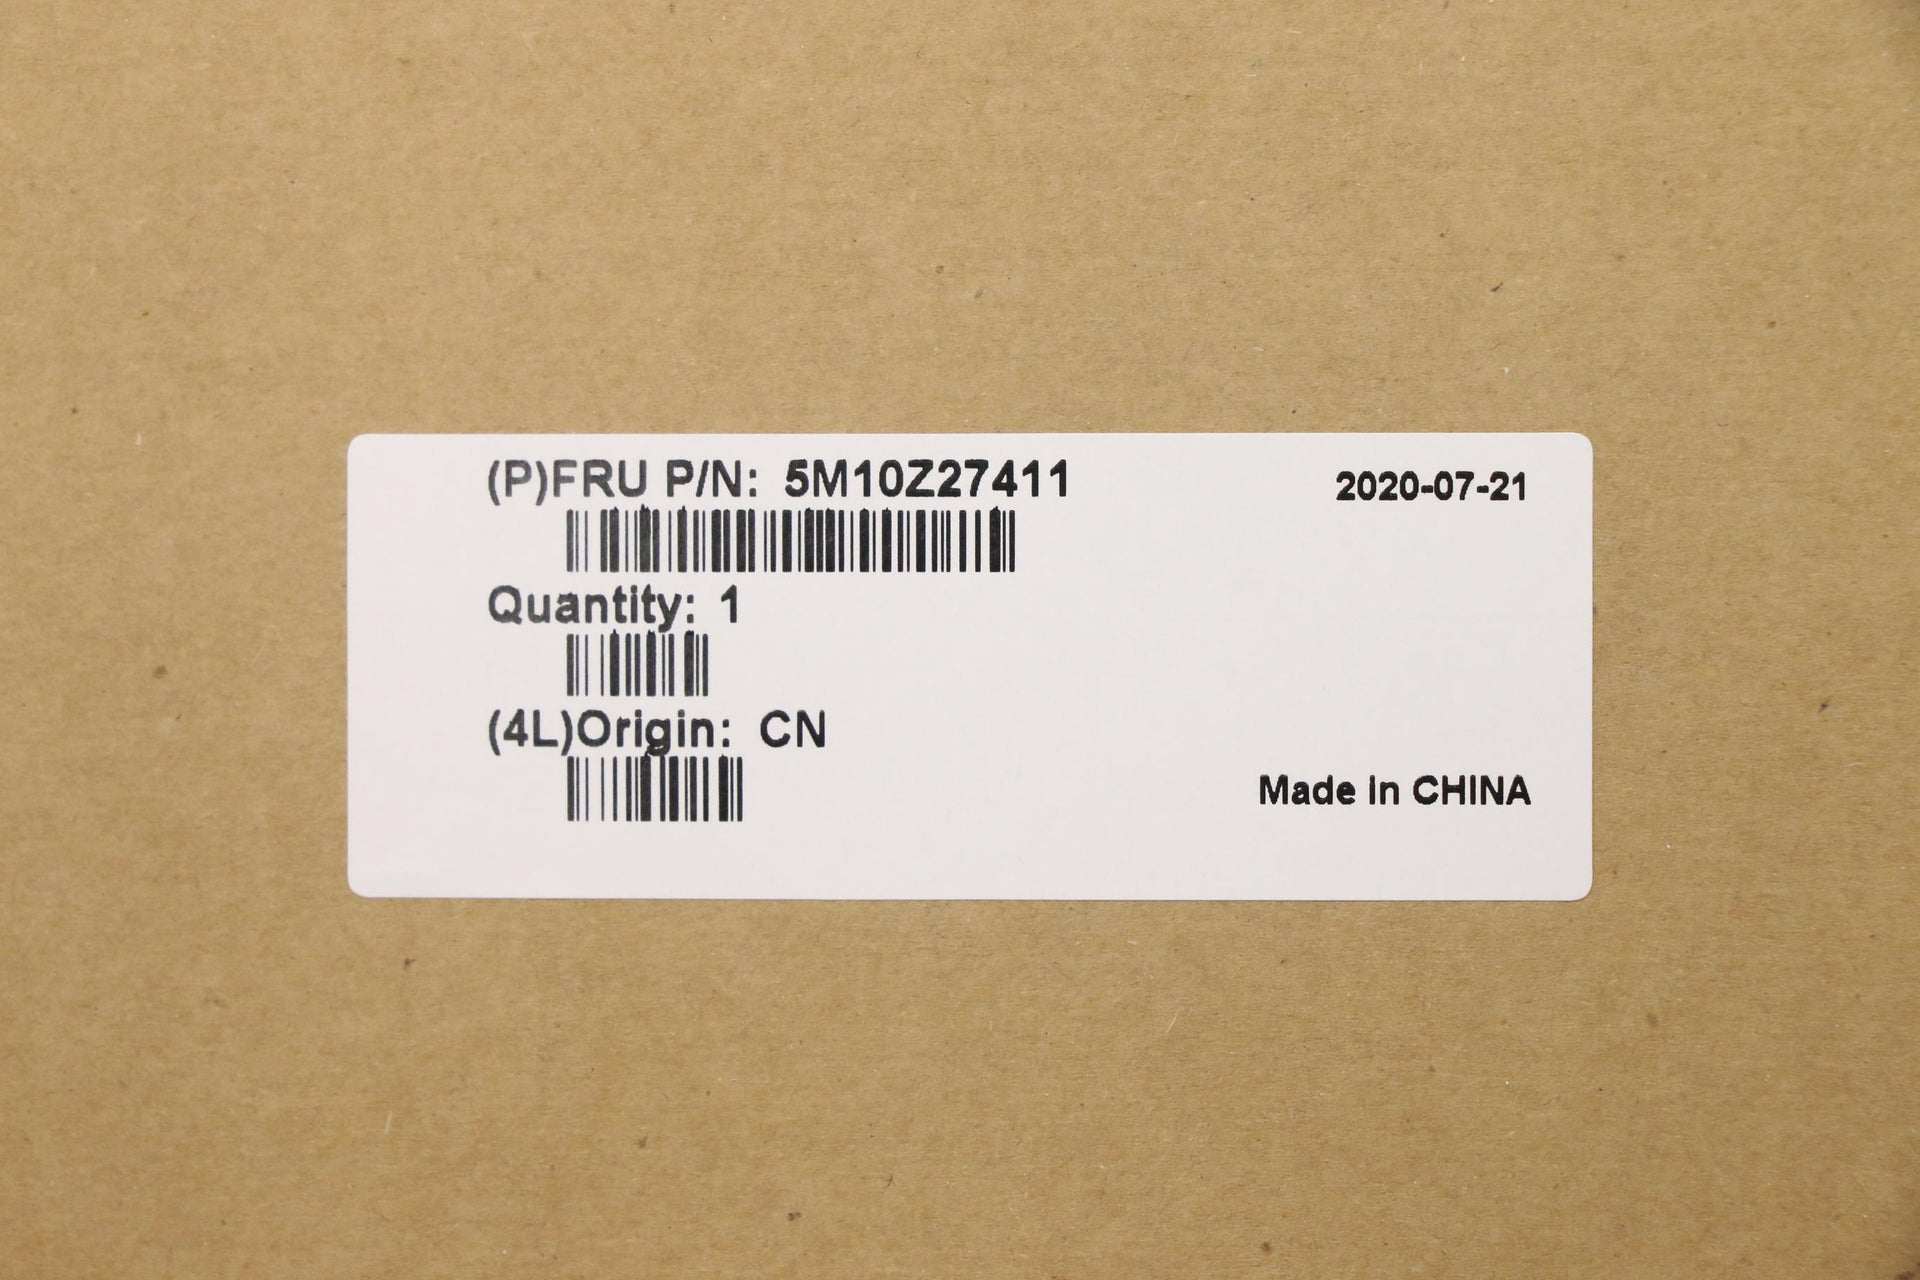 (P)FRU P/N: 5M10Z27411
2020-07-21
Quantity: 1
(4L)Origin: CN
Made in CHINA